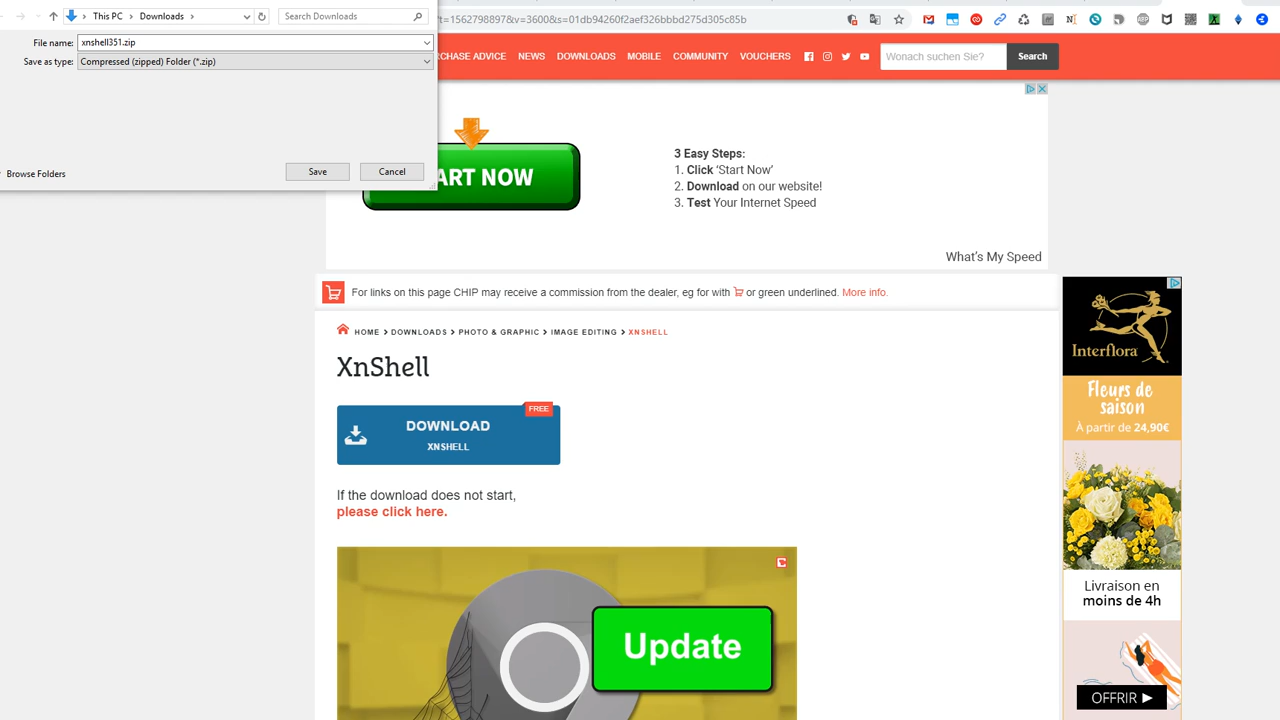 This PC > Downloads >
Search Downloads
?t=1562798897&v=3600&s=01db94260f2aef326bbbd275d305c85b
File name: xnshell351.zip
Save as type: Compressed (zipped) Folder (*.zip)
Browse Folders
Save
Cancel
RCHASE ADVICE NEWS DOWNLOADS MOBILE COMMUNITY VOUCHERS
Wonach suchen Sie?
Search
ART NOW
3 Easy Steps:
1. Click 'Start Now'
2. Download on our website!
3. Test Your Internet Speed
What's My Speed
For links on this page CHIP may receive a commission from the dealer, eg for with or green underlined. More info.
HOME > DOWNLOADS > PHOTO & GRAPHIC > IMAGE EDITING > XNSHELL
XnShell
FREE
DOWNLOAD
XNSHELL
If the download does not start,
please click here.
Update
Interflora
Fleurs de
saison
À partir de 24,90€
Livraison en
moins de 4h
OFFRIR ►